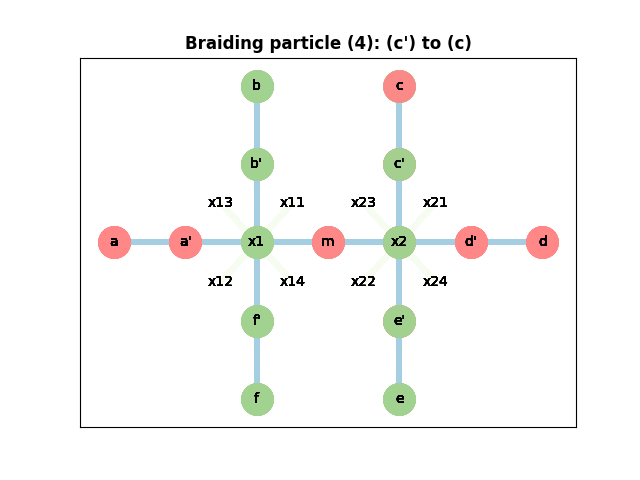 Braiding particle (4): (c') to (c)
b c
b' c'
x13 x11 x23 x21
a a' x1 m x2 d' d
x12 x14 x22 x24
f' e'
f e